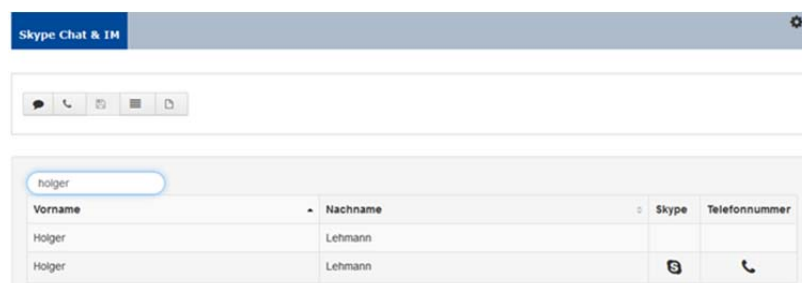 Skype Chat & IM
holger
Vorname Nachname Skype Telefonnummer
Holger Lehmann
Holger Lehmann